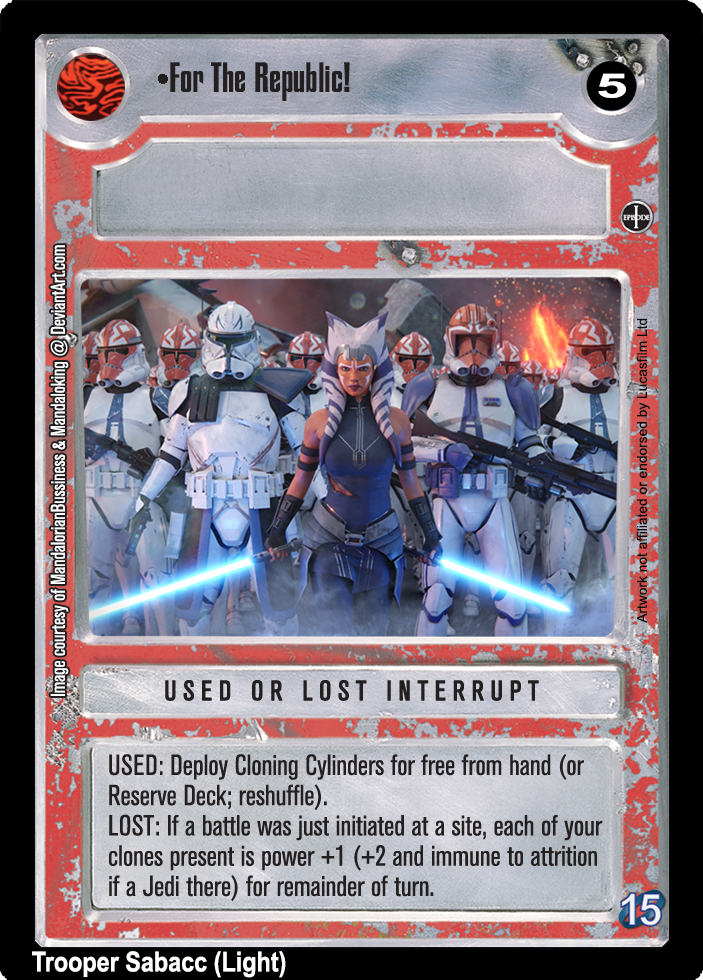 •For The Republic!
5
EPISODE
I
Image courtesy of MandalorianBussiness & Mandaloking @ DeviantArt.com
Artwork not affiliated or endorsed by Lucasfilm Ltd
USED OR LOST INTERRUPT
USED: Deploy Cloning Cylinders for free from hand (or
Reserve Deck; reshuffle).
LOST: If a battle was just initiated at a site, each of your
clones present is power +1 (+2 and immune to attrition
if a Jedi there) for remainder of turn.
15
Trooper Sabacc (Light)